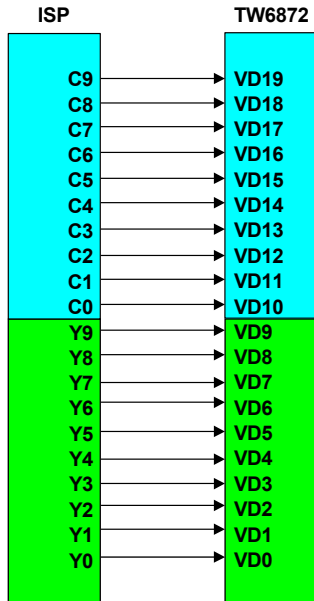 ISP TW6872
C9 VD19
C8 VD18
C7 VD17
C6 VD16
C5 VD15
C4 VD14
C3 VD13
C2 VD12
C1 VD11
C0 VD10
Y9 VD9
Y8 VD8
Y7 VD7
Y6 VD6
Y5 VD5
Y4 VD4
Y3 VD3
Y2 VD2
Y1 VD1
Y0 VD0